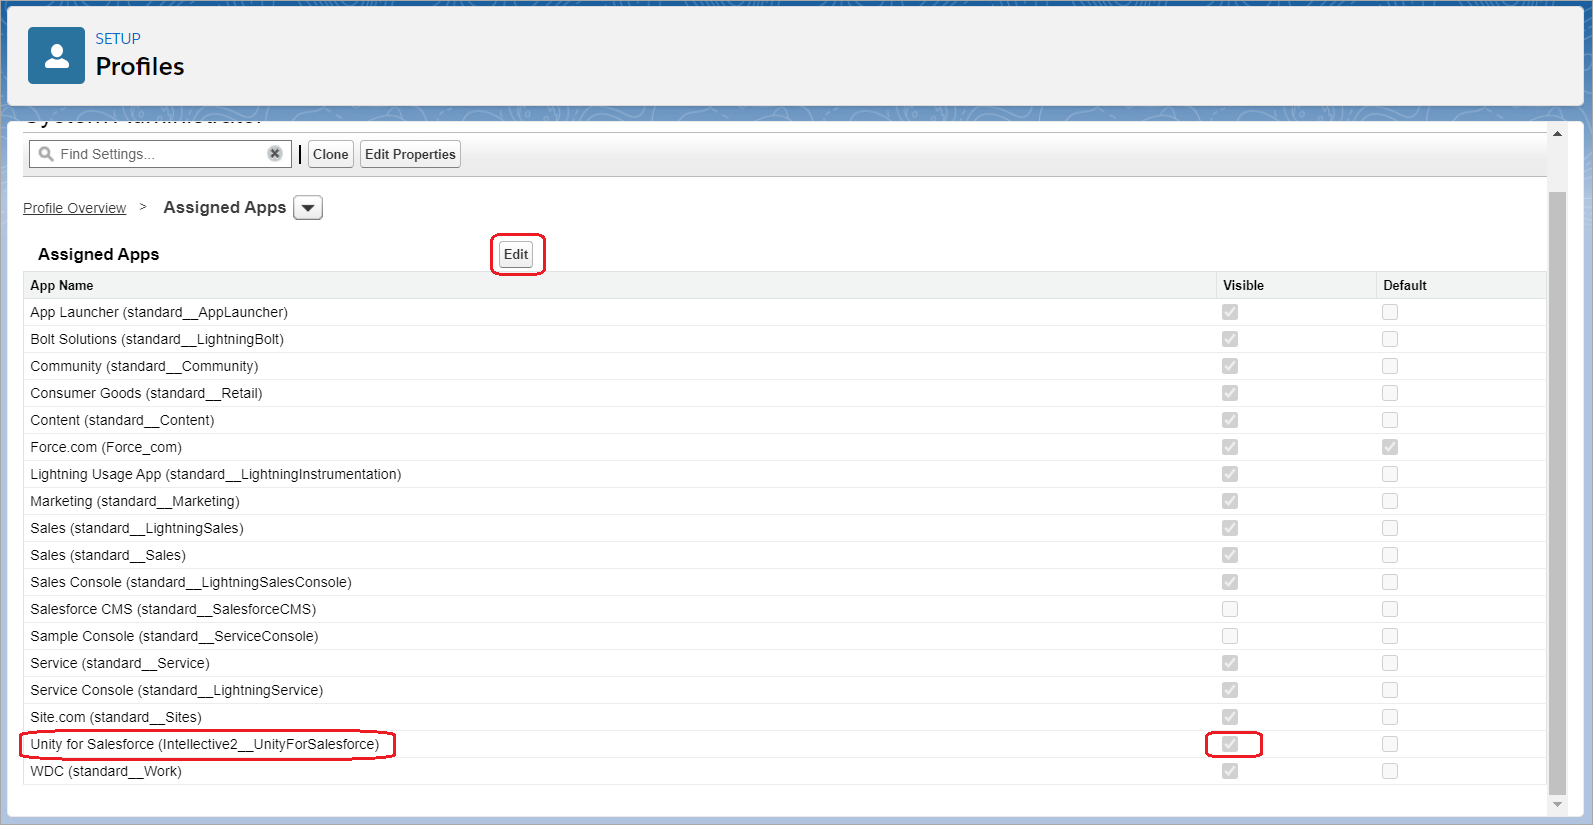 SETUP
Profiles
System Administrator
Find Settings...
Clone
Edit Properties
Profile Overview > Assigned Apps
Assigned Apps
Edit
App Name Visible Default
App Launcher (standard__AppLauncher)
Bolt Solutions (standard__LightningBolt)
Community (standard__Community)
Consumer Goods (standard__Retail)
Content (standard__Content)
Force.com (Force_com)
Lightning Usage App (standard__LightningInstrumentation)
Marketing (standard__Marketing)
Sales (standard__LightningSales)
Sales (standard__Sales)
Sales Console (standard__LightningSalesConsole)
Salesforce CMS (standard__SalesforceCMS)
Sample Console (standard__ServiceConsole)
Service (standard__Service)
Service Console (standard__LightningService)
Site.com (standard__Sites)
Unity for Salesforce (Intellective2__UnityForSalesforce)
WDC (standard__Work)